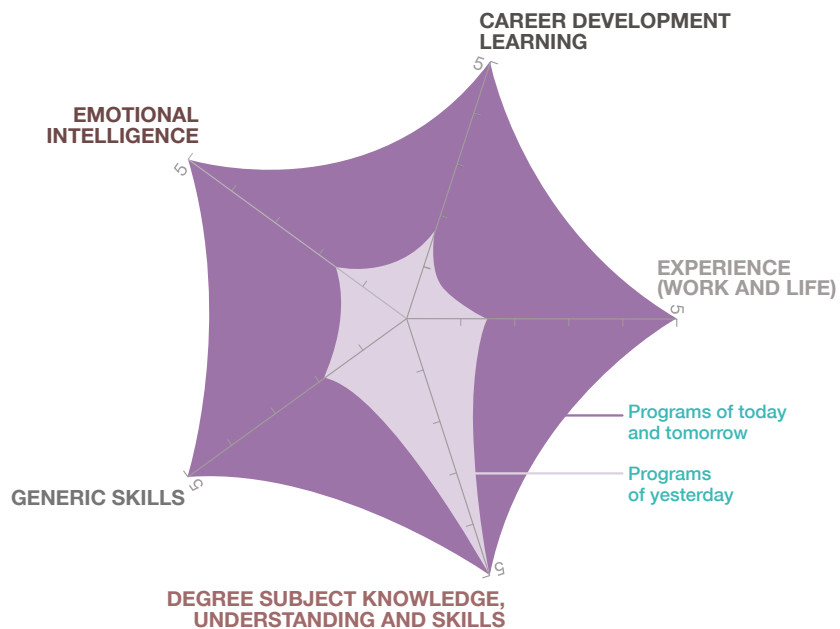 CAREER DEVELOPMENT
LEARNING
5
EMOTIONAL
INTELLIGENCE
5
EXPERIENCE
(WORK AND LIFE)
5
Programs of today
and tomorrow
Programs
of yesterday
GENERIC SKILLS
5
5
DEGREE SUBJECT KNOWLEDGE,
UNDERSTANDING AND SKILLS